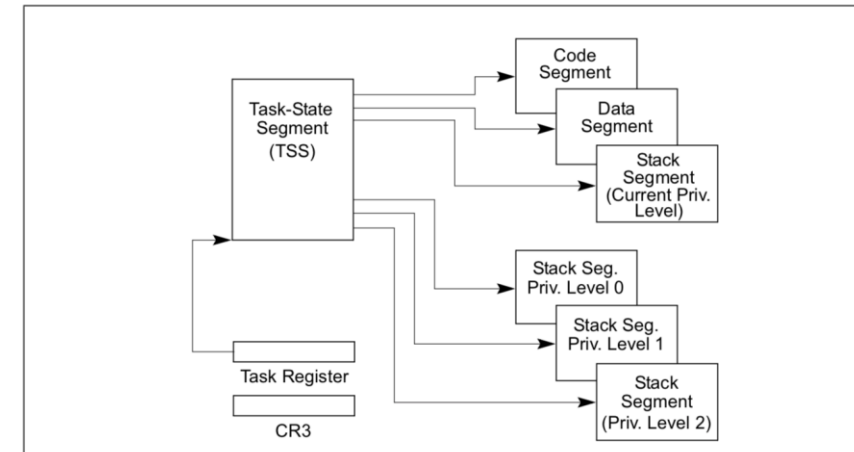 Code
Segment
Task-State
Segment
(TSS)
Data
Segment
Stack
Segment
(Current Priv.
Level)
Stack Seg.
Priv. Level 0
Stack Seg.
Priv. Level 1
Task Register
Stack
Segment
(Priv. Level 2)
CR3